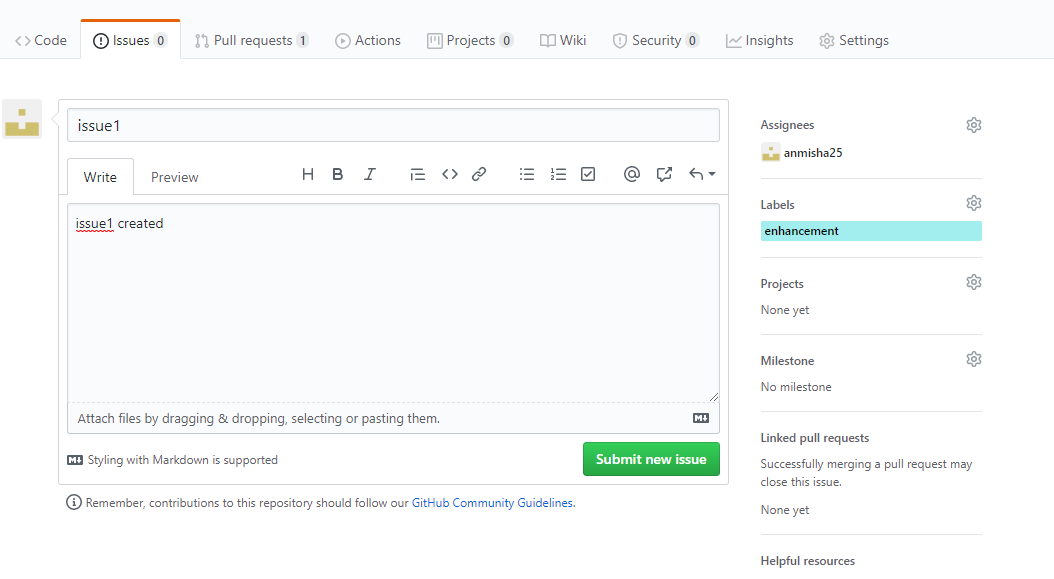 Code Issues 0 Pull requests 1 Actions Projects 0 Wiki Security 0 Insights Settings
issue1
Write Preview
issue1 created
Attach files by dragging & dropping, selecting or pasting them.
Styling with Markdown is supported
Submit new issue
Remember, contributions to this repository should follow our GitHub Community Guidelines.
Assignees
anmisha25
Labels
enhancement
Projects
None yet
Milestone
No milestone
Linked pull requests
Successfully merging a pull request may
close this issue.
None yet
Helpful resources